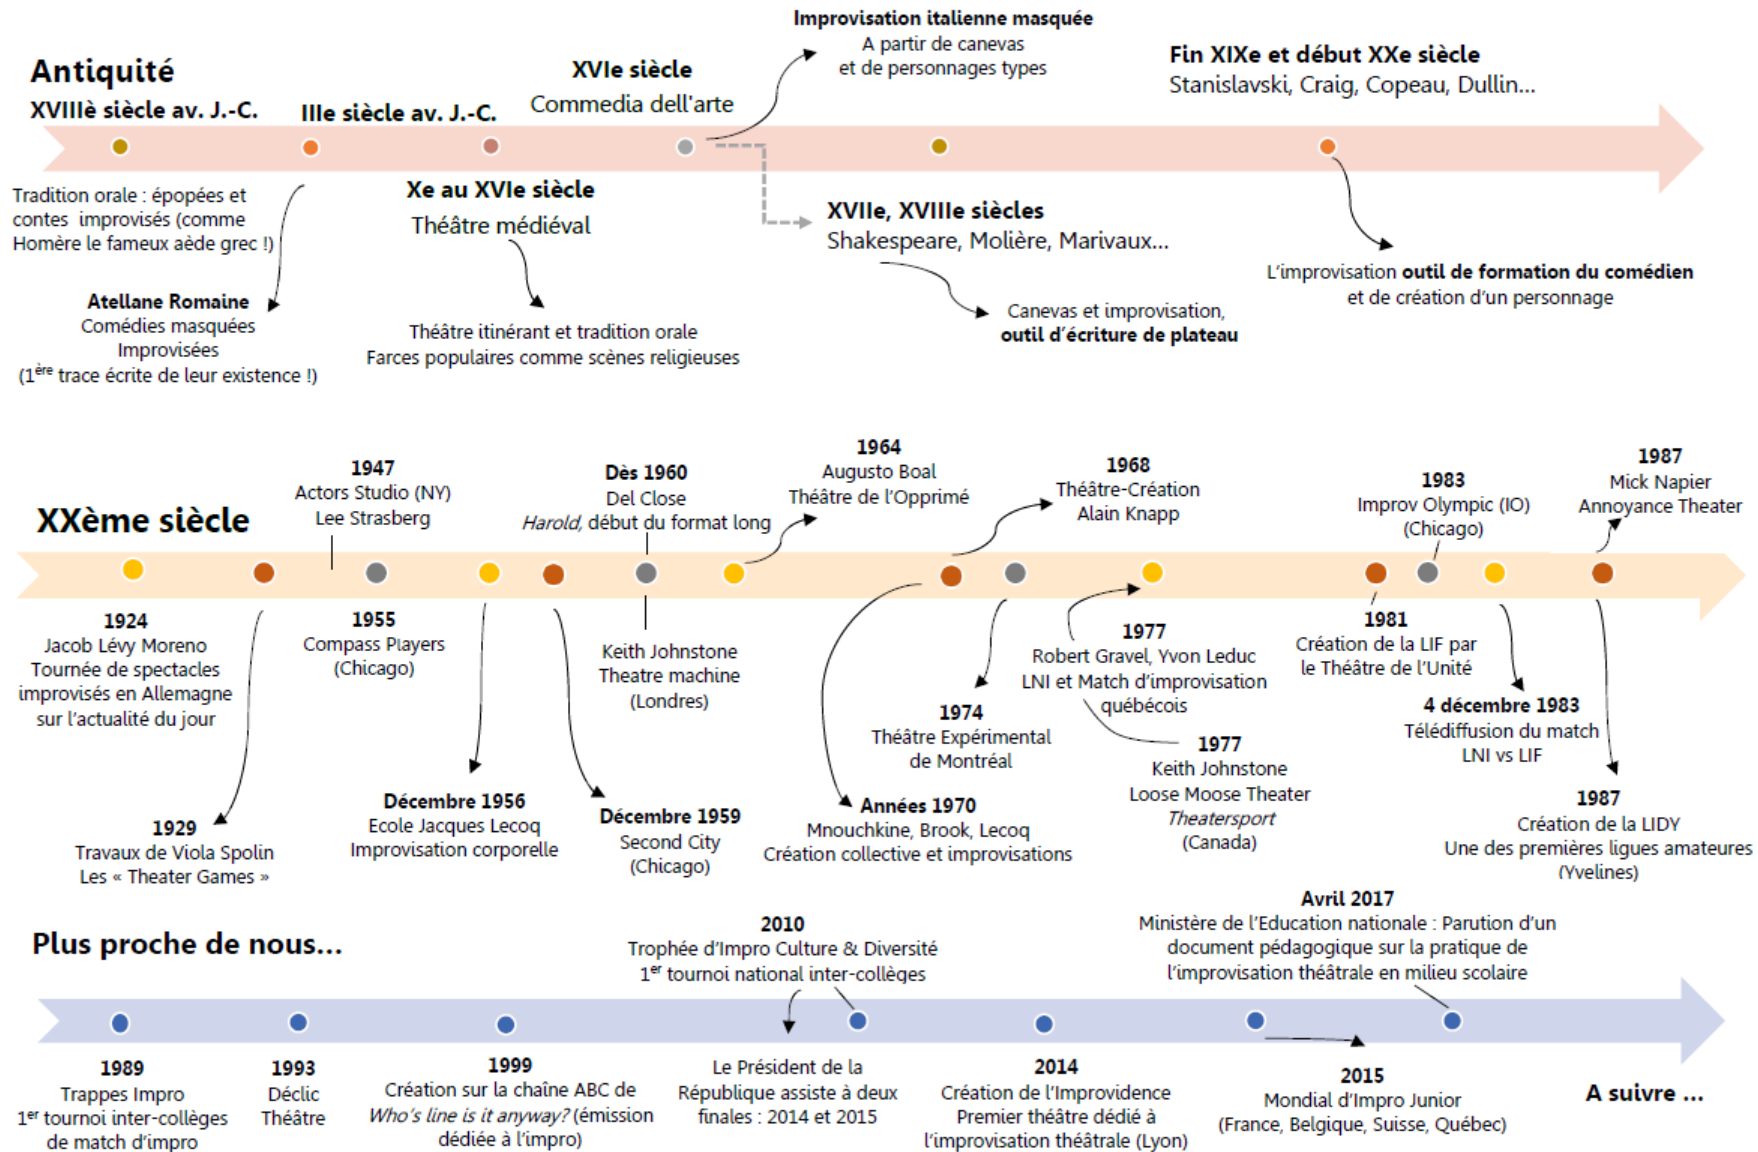 Antiquité
XVIIIè siècle av. J.-C.
Tradition orale : épopées et
contes improvisés (comme
Homère le fameux aède grec !)
IIIe siècle av. J.-C.
Atellane Romaine
Comédies masquées
Improvisées
(1ère trace écrite de leur existence !)
Xe au XVIe siècle
Théâtre médiéval
Théâtre itinérant et tradition orale
Farces populaires comme scènes religieuses
XVIe siècle
Commedia dell'arte
Improvisation italienne masquée
A partir de canevas
et de personnages types
XVIIe, XVIIIe siècles
Shakespeare, Molière, Marivaux...
Canevas et improvisation,
outil d'écriture de plateau
Fin XIXe et début XXe siècle
Stanislavski, Craig, Copeau, Dullin...
L'improvisation outil de formation du comédien
et de création d'un personnage
XXème siècle
1924
Jacob Lévy Moreno
Tournée de spectacles
improvisés en Allemagne
sur l'actualité du jour
1929
Travaux de Viola Spolin
Les « Theater Games »
1947
Actors Studio (NY)
Lee Strasberg
1955
Compass Players
(Chicago)
Décembre 1956
Ecole Jacques Lecoq
Improvisation corporelle
Décembre 1959
Second City
(Chicago)
Dès 1960
Del Close
Harold, début du format long
Keith Johnstone
Theatre machine
(Londres)
1964
Augusto Boal
Théâtre de l'Opprimé
1968
Théâtre-Création
Alain Knapp
Années 1970
Mnouchkine, Brook, Lecoq
Création collective et improvisations
1974
Théâtre Expérimental
de Montréal
1977
Robert Gravel, Yvon Leduc
LNI et Match d'improvisation
québécois
1977
Keith Johnstone
Loose Moose Theater
Theatersport
(Canada)
1981
Création de la LIF par
le Théâtre de l'Unité
1983
Improv Olympic (IO)
(Chicago)
4 décembre 1983
Télédiffusion du match
LNI vs LIF
1987
Mick Napier
Annoyance Theater
1987
Création de la LIDY
Une des premières ligues amateures
(Yvelines)
Plus proche de nous...
1989
Trappes Impro
1er tournoi inter-collèges
de match d'impro
1993
Déclic
Théâtre
1999
Création sur la chaîne ABC de
Who's line is it anyway? (émission
dédiée à l'impro)
2010
Trophée d'Impro Culture & Diversité
1er tournoi national inter-collèges
Le Président de la
République assiste à deux
finales : 2014 et 2015
2014
Création de l'Improvidence
Premier théâtre dédié à
l'improvisation théâtrale (Lyon)
2015
Mondial d'Impro Junior
(France, Belgique, Suisse, Québec)
Avril 2017
Ministère de l'Education nationale : Parution d'un
document pédagogique sur la pratique de
l'improvisation théâtrale en milieu scolaire
A suivre ...